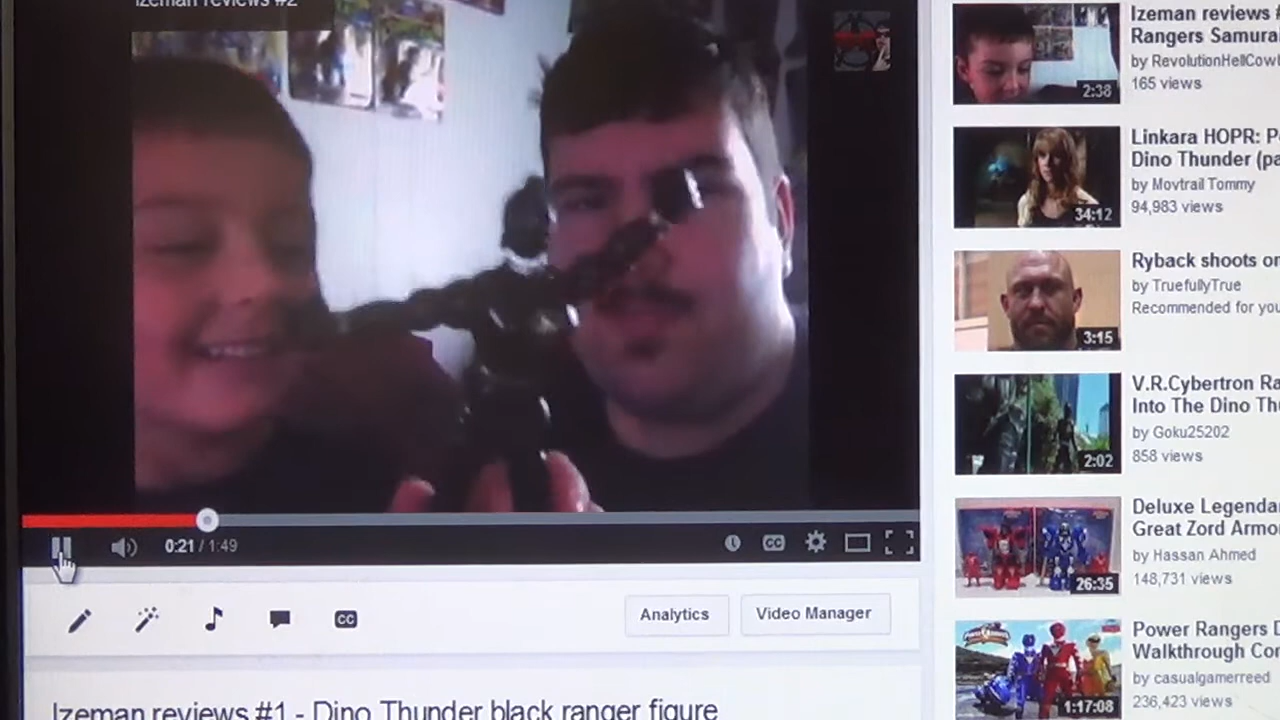 Izeman reviews #2
0:21 / 1:49
CC
CC
Analytics
Video Manager
Izeman reviews #1 - Dino Thunder black ranger figure
2:38
Izeman reviews #
Rangers Samurai
by RevolutionHellCow
165 views
34:12
Linkara HOPR: P
Dino Thunder (pa
by Movtrail Tommy
94,983 views
3:15
Ryback shoots on
by TruefullyTrue
Recommended for you
2:02
V.R.Cybertron Ra
Into The Dino Th
by Goku25202
858 views
26:35
Deluxe Legenda
Great Zord Armo
by Hassan Ahmed
148,731 views
1:17:08
Power Rangers D
Walkthrough Co
by casualgamerreed
236,423 views